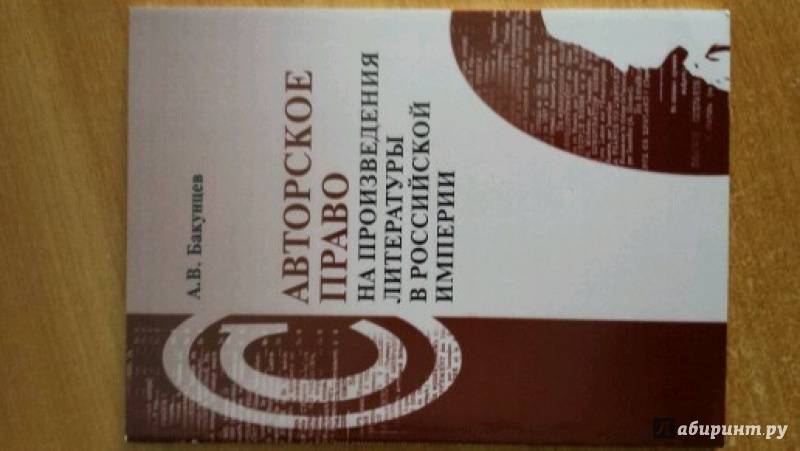 А.В. Бакунцев
АВТОРСКОЕ
ПРАВО
НА ПРОИЗВЕДЕНИЯ
ЛИТЕРАТУРЫ
В РОССИЙСКОЙ
ИМПЕРИИ
©
Лабиринт.ру